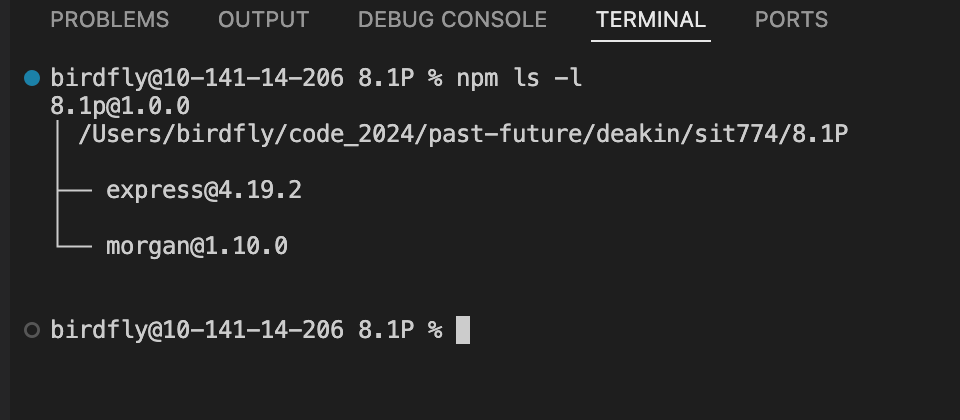 PROBLEMS OUTPUT DEBUG CONSOLE TERMINAL PORTS
birdfly@10-141-14-206 8.1P % npm ls -l
8.1p@1.0.0
│ /Users/birdfly/code_2024/past-future/deakin/sit774/8.1P
├── express@4.19.2
└── morgan@1.10.0
birdfly@10-141-14-206 8.1P %